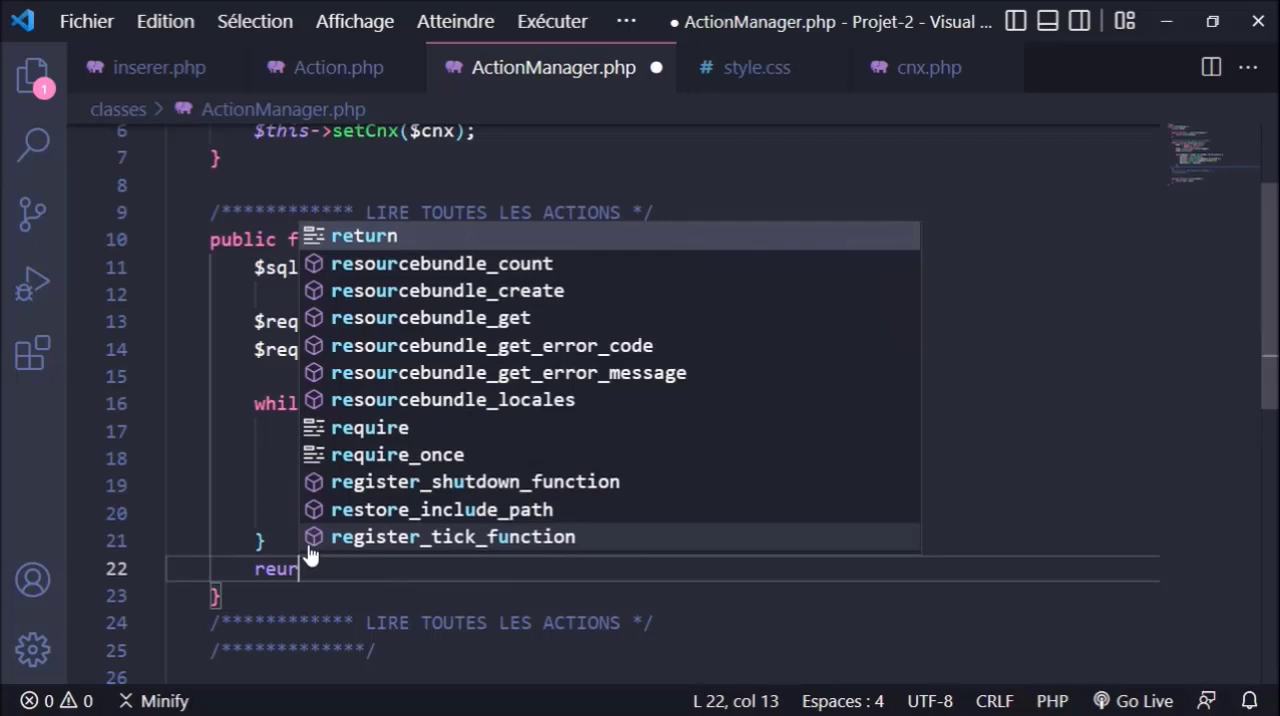 Fichier Edition Sélection Affichage Atteindre Exécuter ··· ● ActionManager.php - Projet-2 - Visual ...
1 inserer.php Action.php ActionManager.php ● # style.css cnx.php ···
classes > ActionManager.php
6 $this->setCnx($cnx);
7 }
8
9 /************ LIRE TOUTES LES ACTIONS */
10 public f
return
11 $sql
resourcebundle_count
12
resourcebundle_create
13 $req
resourcebundle_get
14 $req
resourcebundle_get_error_code
15
resourcebundle_get_error_message
16 whil
resourcebundle_locales
17
require
18
require_once
19
register_shutdown_function
20
restore_include_path
21 }
register_tick_function
22 reur
23 }
24 /************ LIRE TOUTES LES ACTIONS */
25 /*************/
26
0 0 Minify L 22, col 13 Espaces : 4 UTF-8 CRLF PHP Go Live